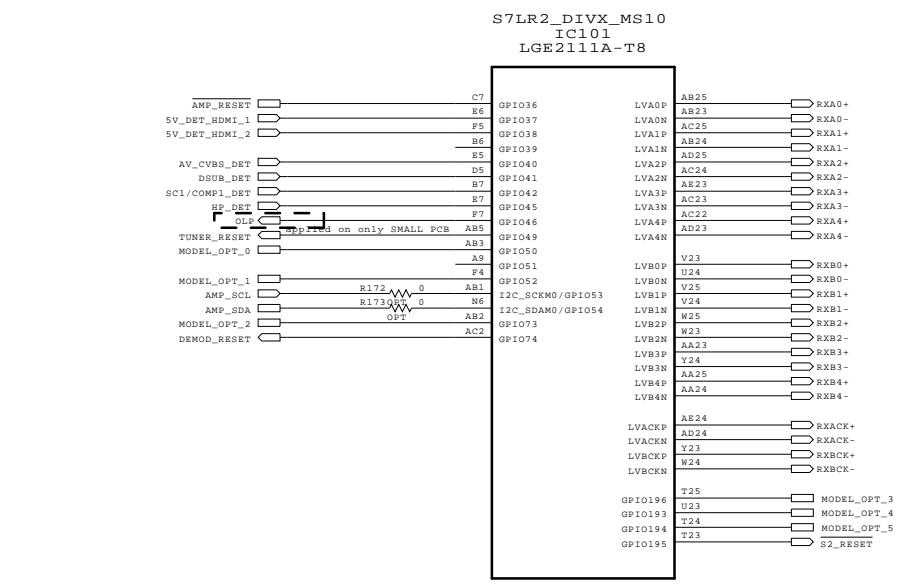 S7LR2_DIVX_MS10
IC101
LGE2111A-T8
AMP_RESET C7 GPIO36 LVA0P AB25 RXA0+
5V_DET_HDMI_1 E6 GPIO37 LVA0N AB23 RXA0-
5V_DET_HDMI_2 F5 GPIO38 LVA1P AC25 RXA1+
B6 GPIO39 LVA1N AB24 RXA1-
AV_CVBS_DET E5 GPIO40 LVA2P AD25 RXA2+
DSUB_DET D5 GPIO41 LVA2N AC24 RXA2-
SC1/COMP1_DET B7 GPIO42 LVA3P AE23 RXA3+
HP_DET E7 GPIO45 LVA3N AC23 RXA3-
OLP F7 GPIO46 LVA4P AC22 RXA4+
applied on only SMALL PCB
TUNER_RESET AB5 GPIO49 LVA4N AD23 RXA4-
MODEL_OPT_0 AB3 GPIO50
A9 GPIO51 LVB0P V23 RXB0+
MODEL_OPT_1 F4 GPIO52 LVB0N U24 RXB0-
AMP_SCL R172 0 AB1 I2C_SCKM0/GPIO53 LVB1P V25 RXB1+
OPT
AMP_SDA R173 0 N6 I2C_SDAM0/GPIO54 LVB1N V24 RXB1-
OPT
MODEL_OPT_2 AB2 GPIO73 LVB2P W25 RXB2+
DEMOD_RESET AC2 GPIO74 LVB2N W23 RXB2-
LVB3P AA23 RXB3+
LVB3N Y24 RXB3-
LVB4P AA25 RXB4+
LVB4N AA24 RXB4-
LVACKP AE24 RXACK+
LVACKN AD24 RXACK-
LVBCKP Y23 RXBCK+
LVBCKN W24 RXBCK-
GPIO196 T25 MODEL_OPT_3
GPIO193 U23 MODEL_OPT_4
GPIO194 T24 MODEL_OPT_5
GPIO195 T23 S2_RESET